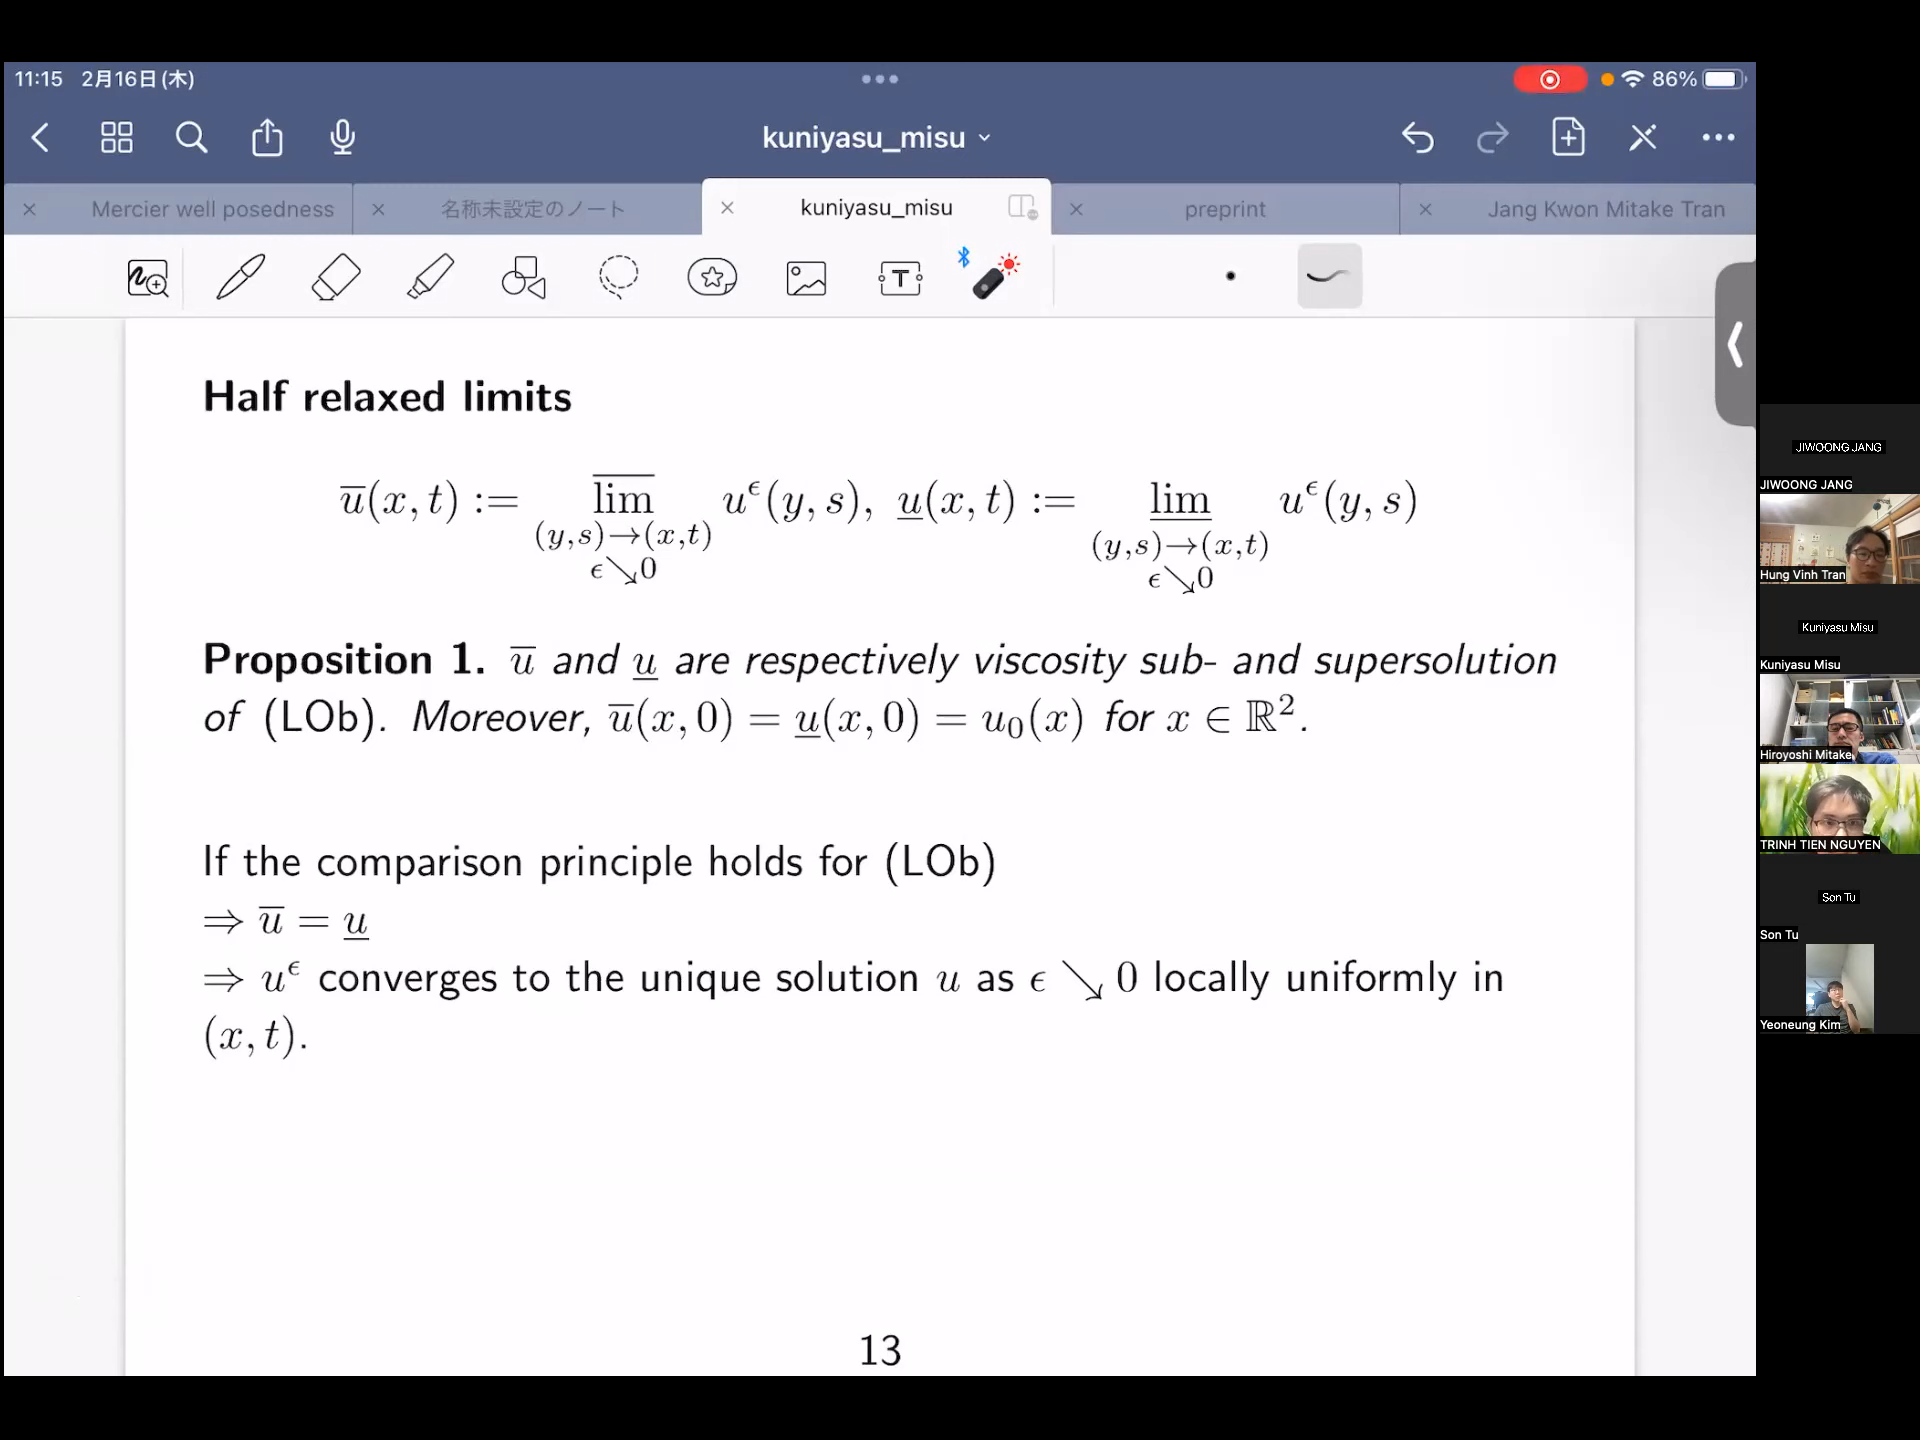 11:15 2月16日(木)
86%
kuniyasu_misu
Mercier well posedness
名称未設定のノート
kuniyasu_misu
preprint
Jang Kwon Mitake Tran
T
Half relaxed limits
u̅(x, t) := l̅i̅m̅ u^ϵ(y, s), u̲(x, t) := l̲i̲m̲ u^ϵ(y, s)
(y,s)→(x,t) (y,s)→(x,t)
ϵ↘0 ϵ↘0
Proposition 1. u̅ and u̲ are respectively viscosity sub- and supersolution
of (LOb). Moreover, u̅(x, 0) = u̲(x, 0) = u₀(x) for x ∈ ℝ².
If the comparison principle holds for (LOb)
⇒ u̅ = u̲
⇒ u^ϵ converges to the unique solution u as ϵ ↘ 0 locally uniformly in
(x, t).
13
JIWOONG JANG
JIWOONG JANG
Hung Vinh Tran
Kuniyasu Misu
Kuniyasu Misu
Hiroyoshi Mitake
TRINH TIEN NGUYEN
Son Tu
Son Tu
Yeoneung Kim